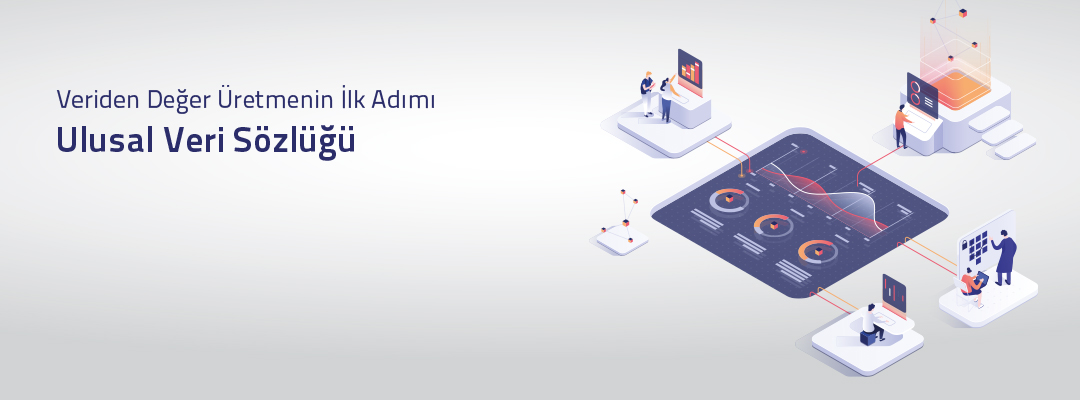 Veriden Değer Üretmenin İlk Adımı
Ulusal Veri Sözlüğü